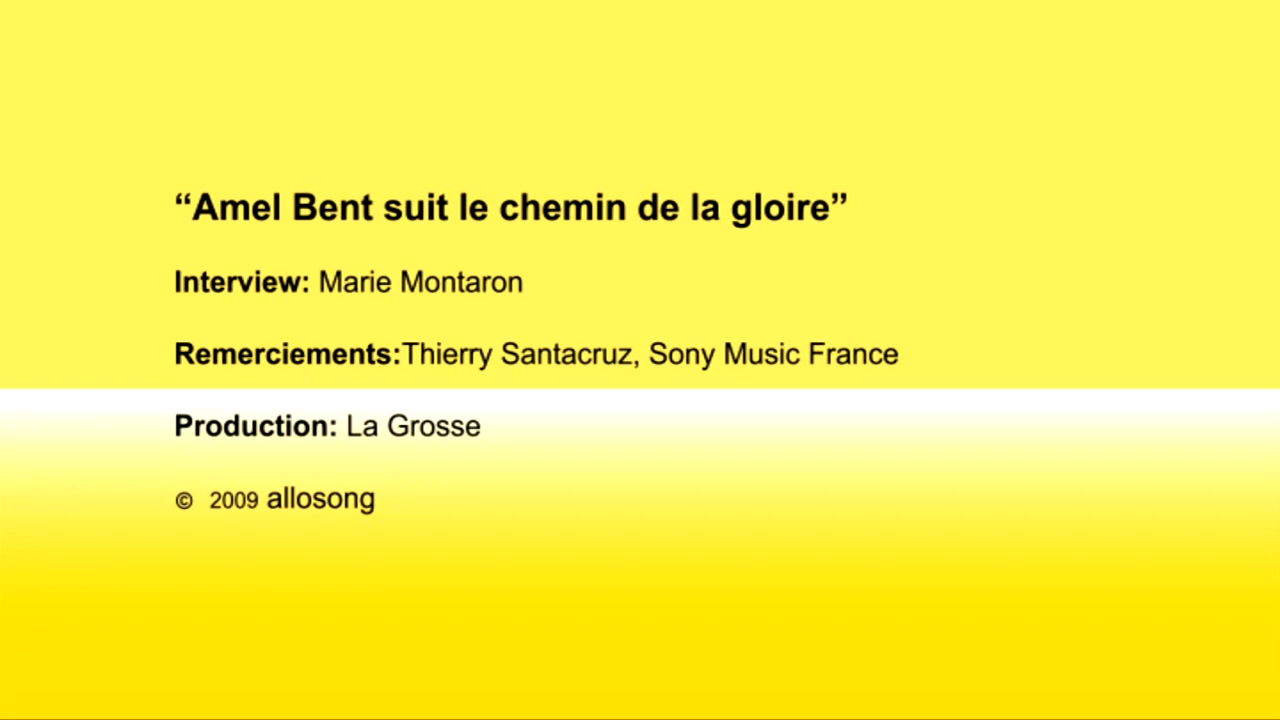 “Amel Bent suit le chemin de la gloire”
Interview: Marie Montaron
Remerciements:Thierry Santacruz, Sony Music France
Production: La Grosse
© 2009 allosong